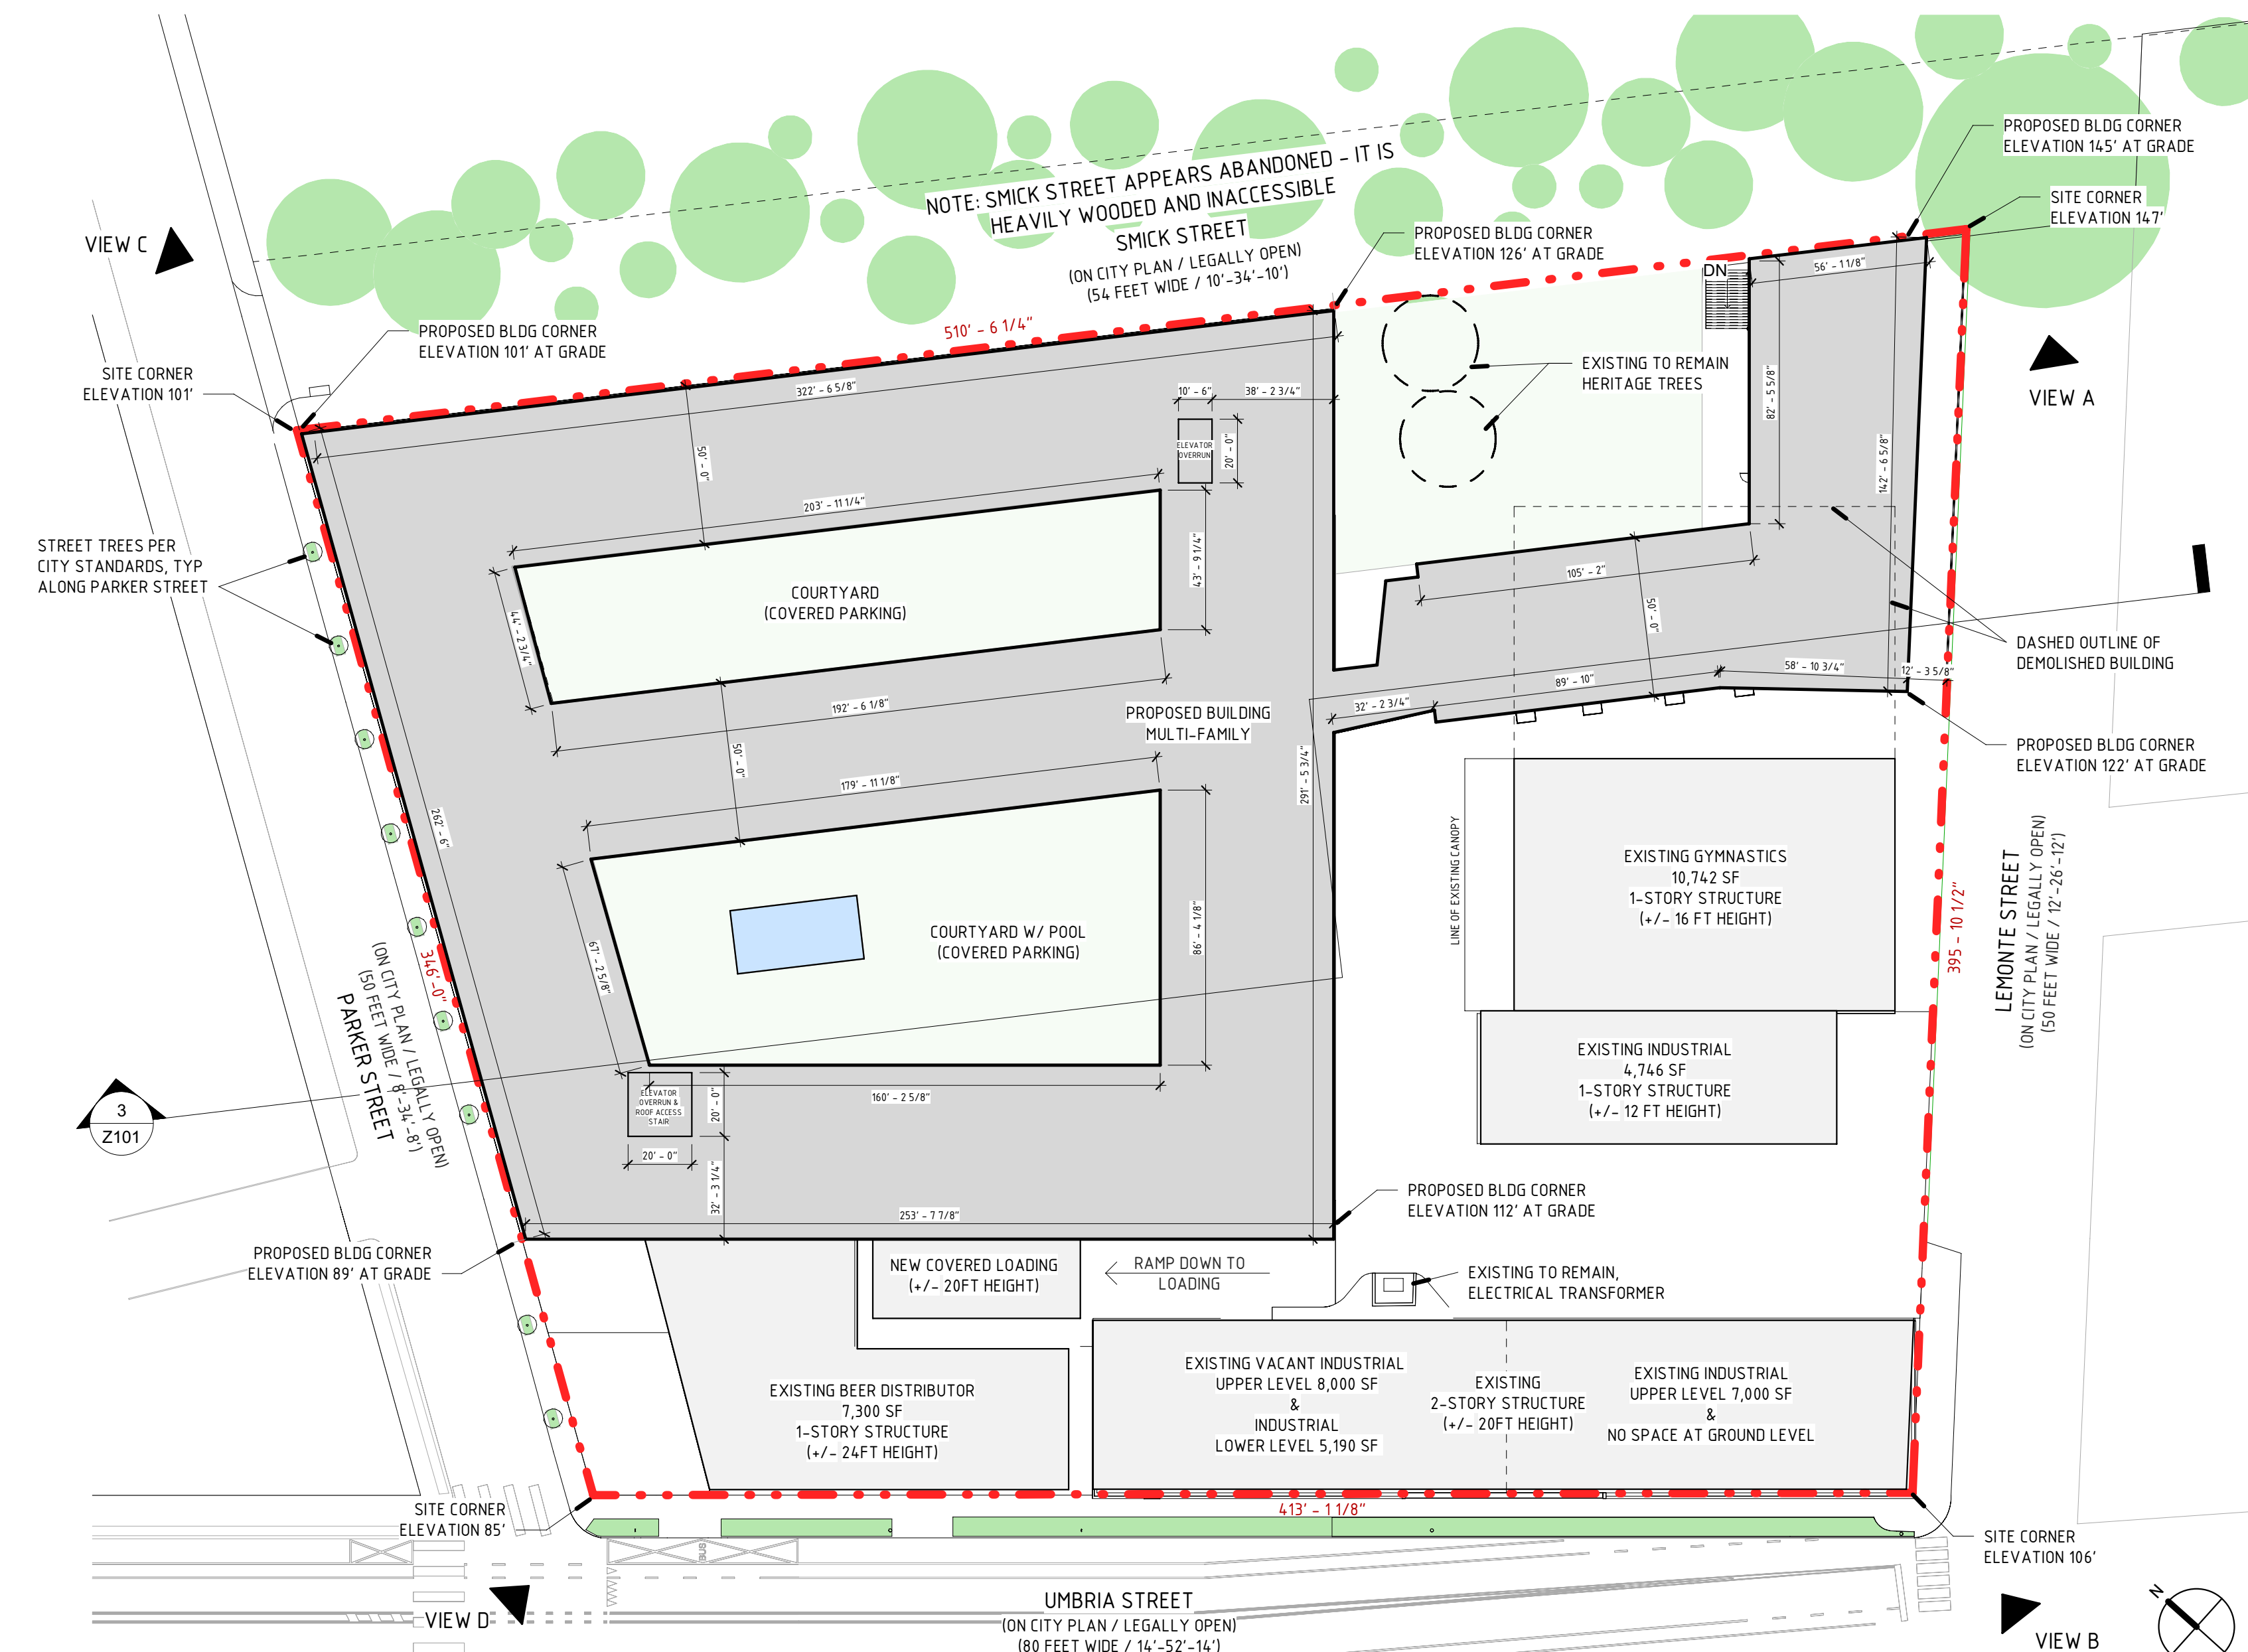 NOTE: SMICK STREET APPEARS ABANDONED - IT IS
HEAVILY WOODED AND INACCESSIBLE
SMICK STREET
(ON CITY PLAN / LEGALLY OPEN)
(54 FEET WIDE / 10'-34'-10')
PROPOSED BLDG CORNER
ELEVATION 145' AT GRADE
SITE CORNER
ELEVATION 147'
VIEW C
PROPOSED BLDG CORNER
ELEVATION 126' AT GRADE
DN
56' - 1 1/8"
510' - 6 1/4"
PROPOSED BLDG CORNER
ELEVATION 101' AT GRADE
SITE CORNER
ELEVATION 101'
EXISTING TO REMAIN
HERITAGE TREES
VIEW A
322' - 6 5/8"
10' - 6"
38' - 2 3/4"
82' - 5 5/8"
ELEVATOR
OVERRUN
20' - 0"
50' - 0"
142' - 6 5/8"
203' - 11 1/4"
43' - 9 1/4"
STREET TREES PER
CITY STANDARDS, TYP
ALONG PARKER STREET
COURTYARD
(COVERED PARKING)
44' - 2 3/4"
105' - 2"
50' - 0"
DASHED OUTLINE OF
DEMOLISHED BUILDING
58' - 10 3/4"
12' - 3 5/8"
89' - 10"
32' - 2 3/4"
192' - 6 1/8"
PROPOSED BUILDING
MULTI-FAMILY
50' - 0"
179' - 11 1/8"
291' - 5 3/4"
PROPOSED BLDG CORNER
ELEVATION 122' AT GRADE
262' - 6"
LINE OF EXISTING CANOPY
EXISTING GYMNASTICS
10,742 SF
1-STORY STRUCTURE
(+/- 16 FT HEIGHT)
COURTYARD W/ POOL
(COVERED PARKING)
86' - 4 1/8"
67' - 2 5/8"
395 - 10 1/2"
LEMONTE STREET
(ON CITY PLAN / LEGALLY OPEN)
(50 FEET WIDE / 12'-26'-12')
346'-0"
(ON CITY PLAN / LEGALLY OPEN)
(50 FEET WIDE / 8'-34'-8')
PARKER STREET
EXISTING INDUSTRIAL
4,746 SF
1-STORY STRUCTURE
(+/- 12 FT HEIGHT)
3
Z101
ELEVATOR
OVERRUN &
ROOF ACCESS
STAIR
20' - 0"
160' - 2 5/8"
20' - 0"
32' - 3 1/4"
253' - 7 7/8"
PROPOSED BLDG CORNER
ELEVATION 112' AT GRADE
PROPOSED BLDG CORNER
ELEVATION 89' AT GRADE
NEW COVERED LOADING
(+/- 20FT HEIGHT)
RAMP DOWN TO
LOADING
EXISTING TO REMAIN,
ELECTRICAL TRANSFORMER
EXISTING BEER DISTRIBUTOR
7,300 SF
1-STORY STRUCTURE
(+/- 24FT HEIGHT)
EXISTING VACANT INDUSTRIAL
UPPER LEVEL 8,000 SF
&
INDUSTRIAL
LOWER LEVEL 5,190 SF
EXISTING
2-STORY STRUCTURE
(+/- 20FT HEIGHT)
EXISTING INDUSTRIAL
UPPER LEVEL 7,000 SF
&
NO SPACE AT GROUND LEVEL
SITE CORNER
ELEVATION 85'
413' - 1 1/8"
SITE CORNER
ELEVATION 106'
BUS
VIEW D
UMBRIA STREET
(ON CITY PLAN / LEGALLY OPEN)
(80 FEET WIDE / 14'-52'-14')
N
VIEW B